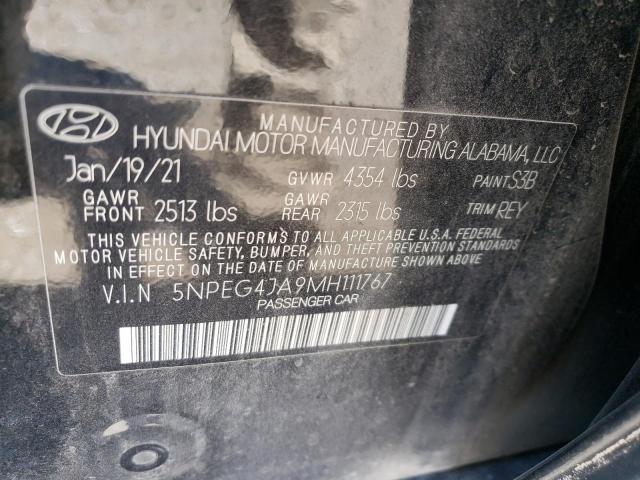 MANUFACTURED BY
HYUNDAI MOTOR MANUFACTURING ALABAMA, LLC
Jan/19/21 GVWR 4354 lbs PAINT S3B
GAWR FRONT 2513 lbs GAWR REAR 2315 lbs TRIM REY
THIS VEHICLE CONFORMS TO ALL APPLICABLE U.S.A. FEDERAL
MOTOR VEHICLE SAFETY, BUMPER, AND THEFT PREVENTION STANDARDS
IN EFFECT ON THE DATE OF MANUFACTURE SHOWN ABOVE
V.I.N 5NPEG4JA9MH111767
PASSENGER CAR